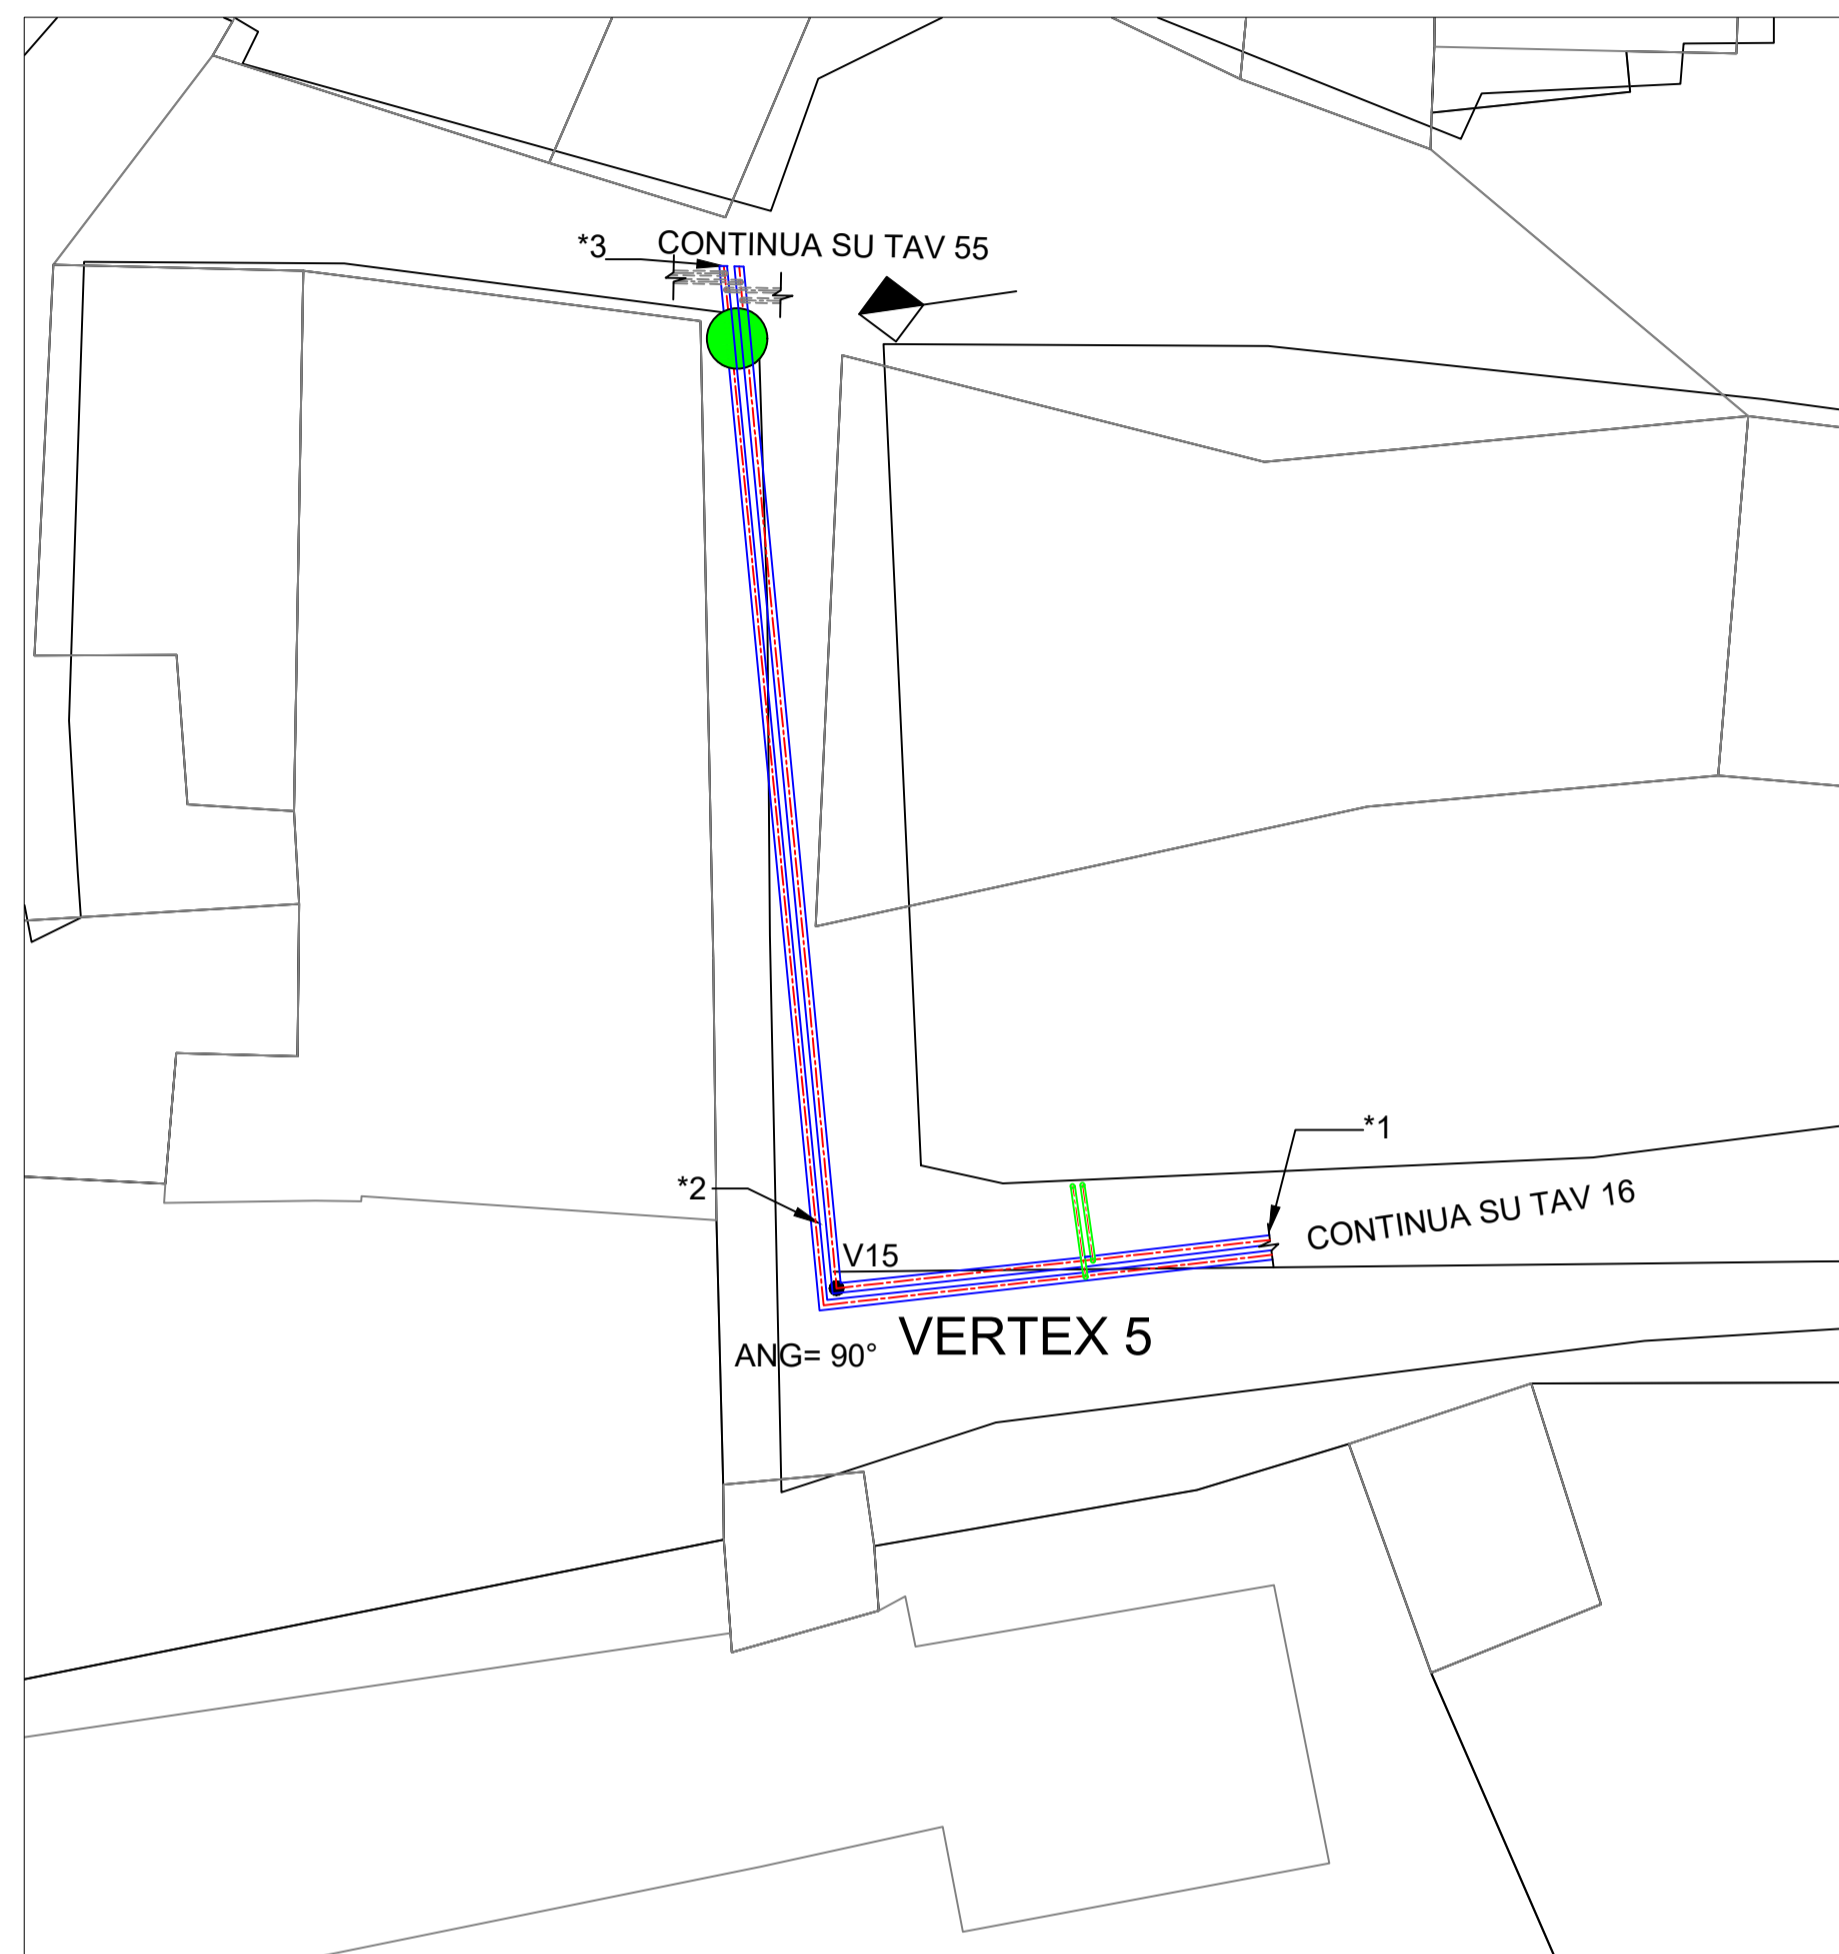 *3
CONTINUA SU TAV 55
*1
*2
CONTINUA SU TAV 16
V15
VERTEX 5
ANG= 90°